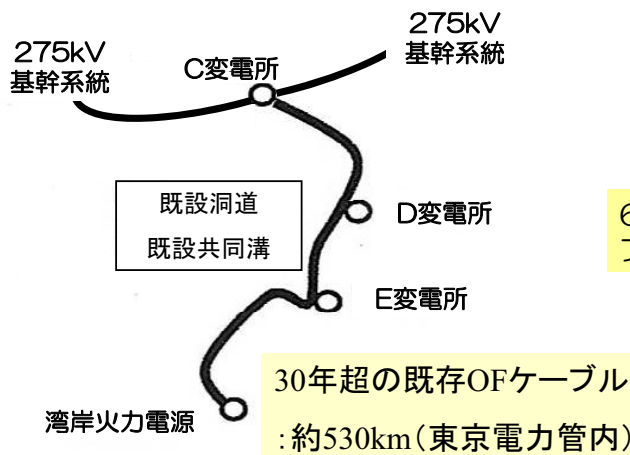 275kV
基幹系統
C変電所
275kV
基幹系統
既設洞道
既設共同溝
D変電所
E変電所
30年超の既存OFケーブル
:約530km(東京電力管内)
湾岸火力電源